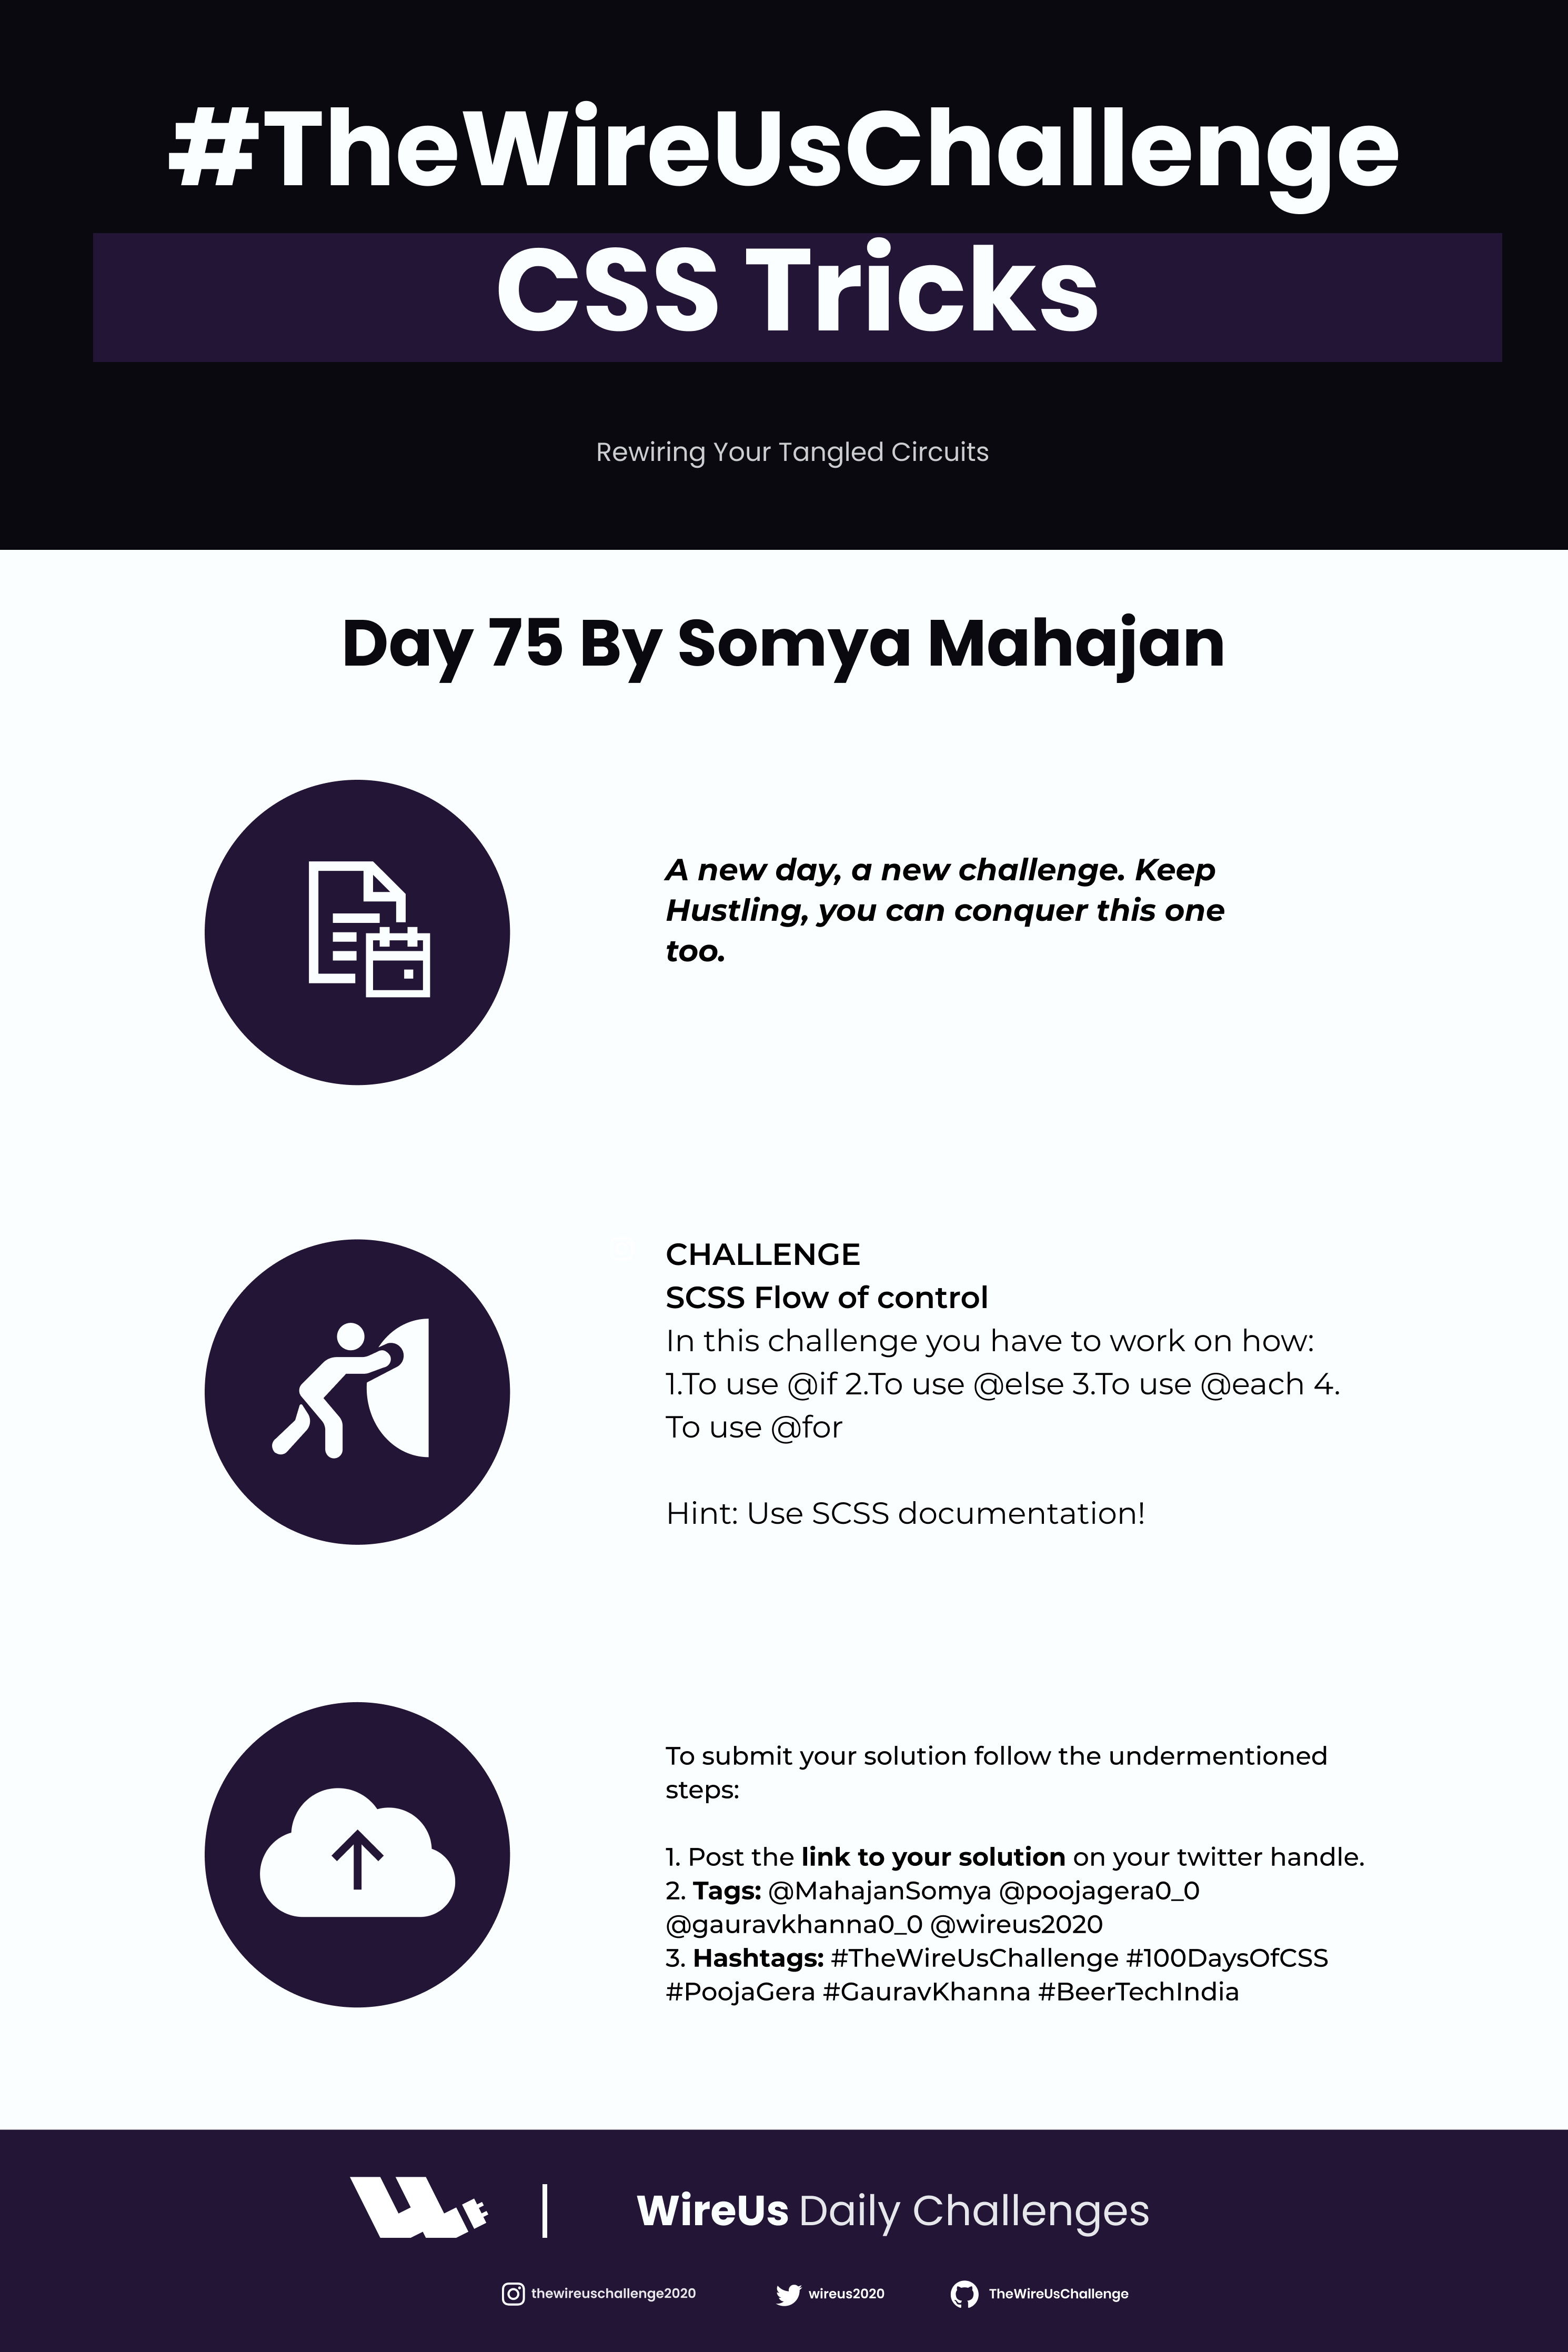 #TheWireUsChallenge
CSS Tricks
Rewiring Your Tangled Circuits
Day 75 By Somya Mahajan
A new day, a new challenge. Keep
Hustling, you can conquer this one
too.
CHALLENGE
SCSS Flow of control
In this challenge you have to work on how:
1.To use @if 2.To use @else 3.To use @each 4.
To use @for
Hint: Use SCSS documentation!
To submit your solution follow the undermentioned
steps:
1. Post the link to your solution on your twitter handle.
2. Tags: @MahajanSomya @poojagera0_0
@gauravkhanna0_0 @wireus2020
3. Hashtags: #TheWireUsChallenge #100DaysOfCSS
#PoojaGera #GauravKhanna #BeerTechIndia
WireUs Daily Challenges
thewireuschallenge2020 wireus2020 TheWireUsChallenge